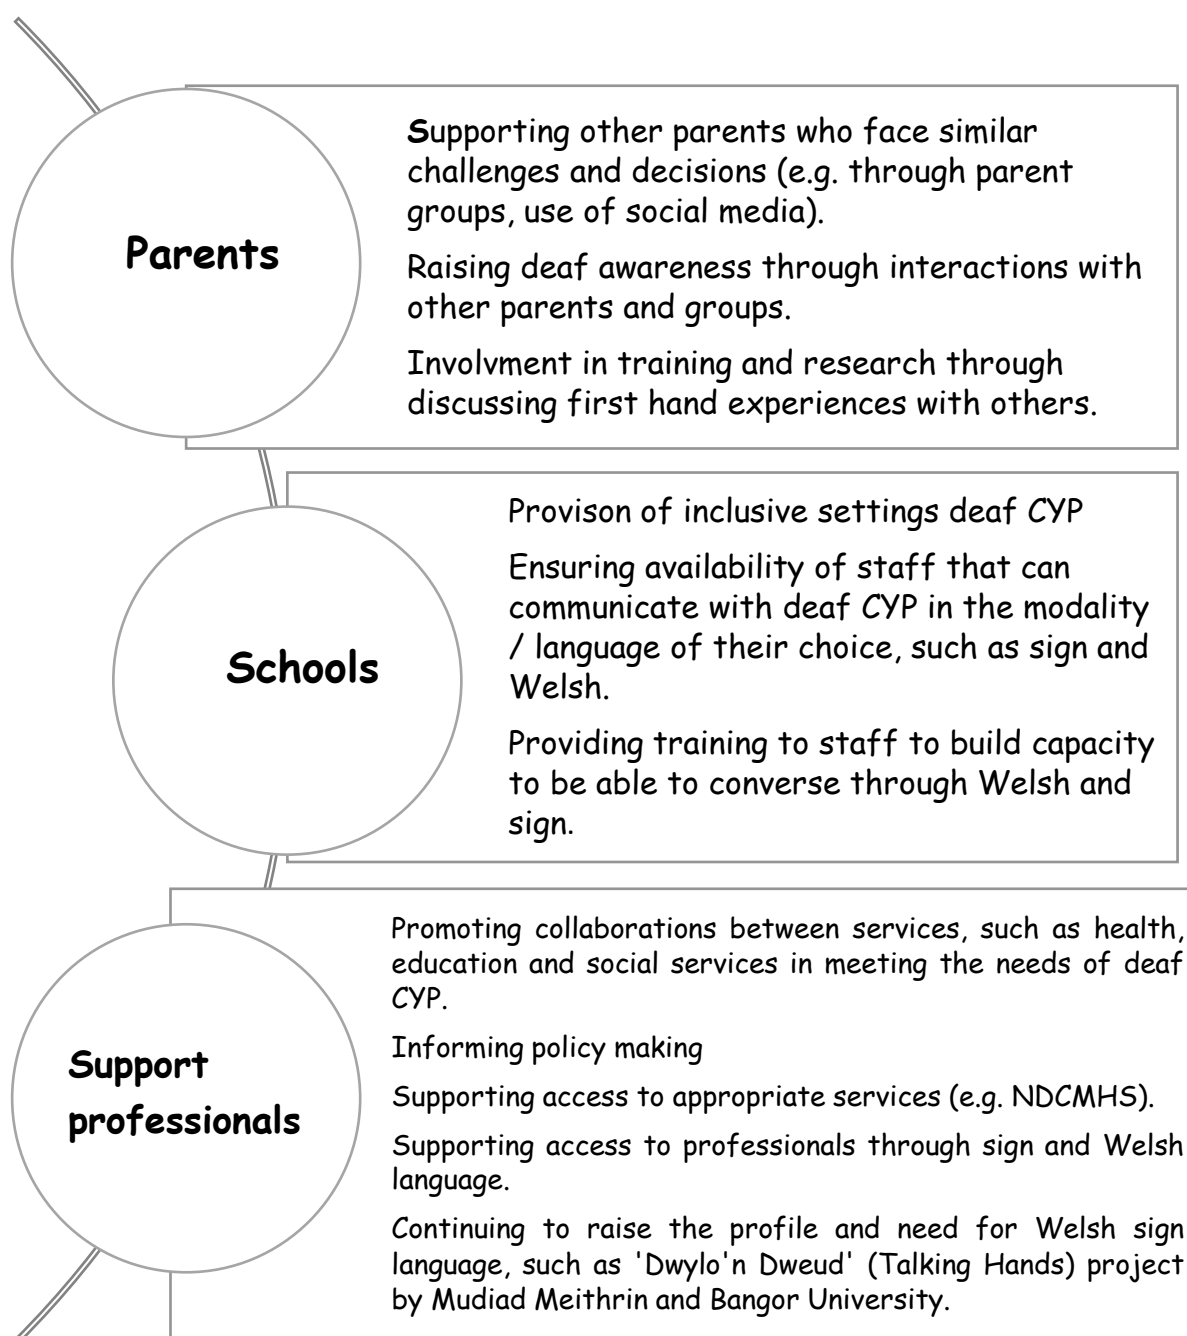 Parents
Supporting other parents who face similar
challenges and decisions (e.g. through parent
groups, use of social media).
Raising deaf awareness through interactions with
other parents and groups.
Involvment in training and research through
discussing first hand experiences with others.
Schools
Provison of inclusive settings deaf CYP
Ensuring availability of staff that can
communicate with deaf CYP in the modality
/ language of their choice, such as sign and
Welsh.
Providing training to staff to build capacity
to be able to converse through Welsh and
sign.
Support
professionals
Promoting collaborations between services, such as health,
education and social services in meeting the needs of deaf
CYP.
Informing policy making
Supporting access to appropriate services (e.g. NDCMHS).
Supporting access to professionals through sign and Welsh
language.
Continuing to raise the profile and need for Welsh sign
language, such as 'Dwylo'n Dweud' (Talking Hands) project
by Mudiad Meithrin and Bangor University.